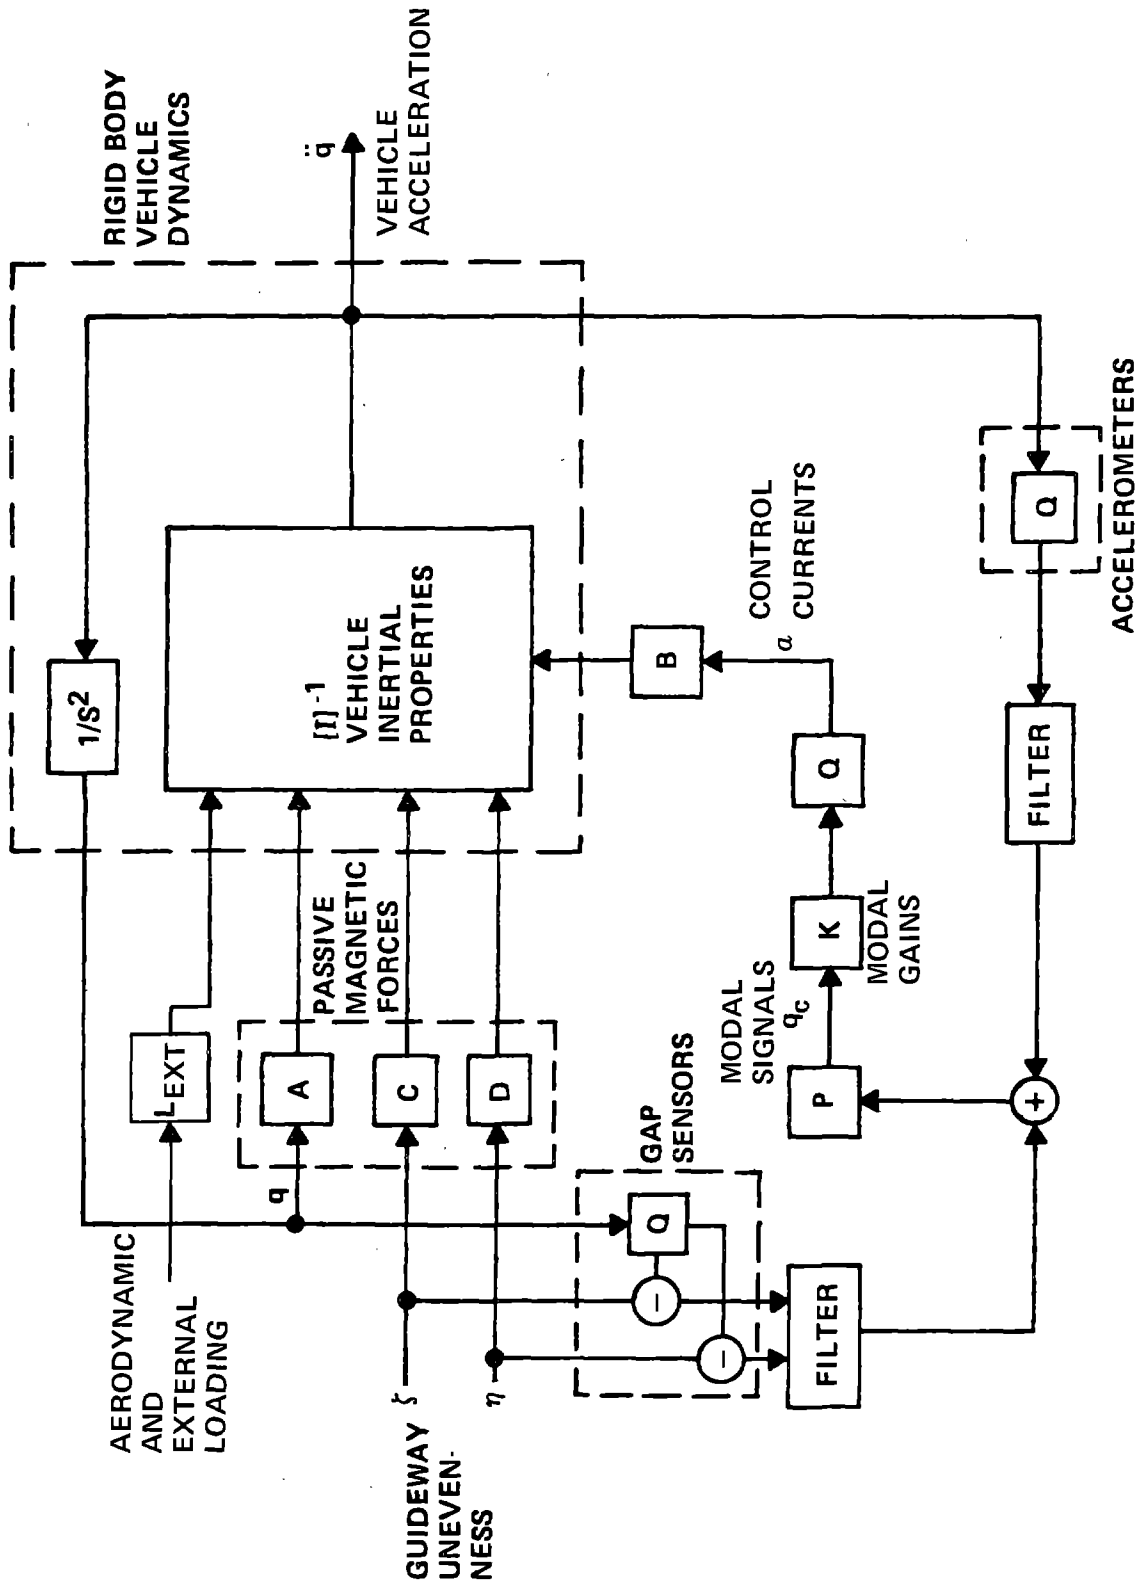 RIGID BODY
VEHICLE
DYNAMICS
1/S²
q̈
VEHICLE
ACCELERATION
[I]⁻¹
VEHICLE
INERTIAL
PROPERTIES
AERODYNAMIC
AND
EXTERNAL
LOADING
L_EXT
q
A
PASSIVE
MAGNETIC
FORCES
C
D
GUIDEWAY
UNEVEN-
NESS
ζ
η
GAP
SENSORS
Q
−
−
FILTER
B
α
CONTROL
CURRENTS
Q
K
MODAL
GAINS
MODAL
SIGNALS
q_c
P
+
FILTER
Q
ACCELEROMETERS